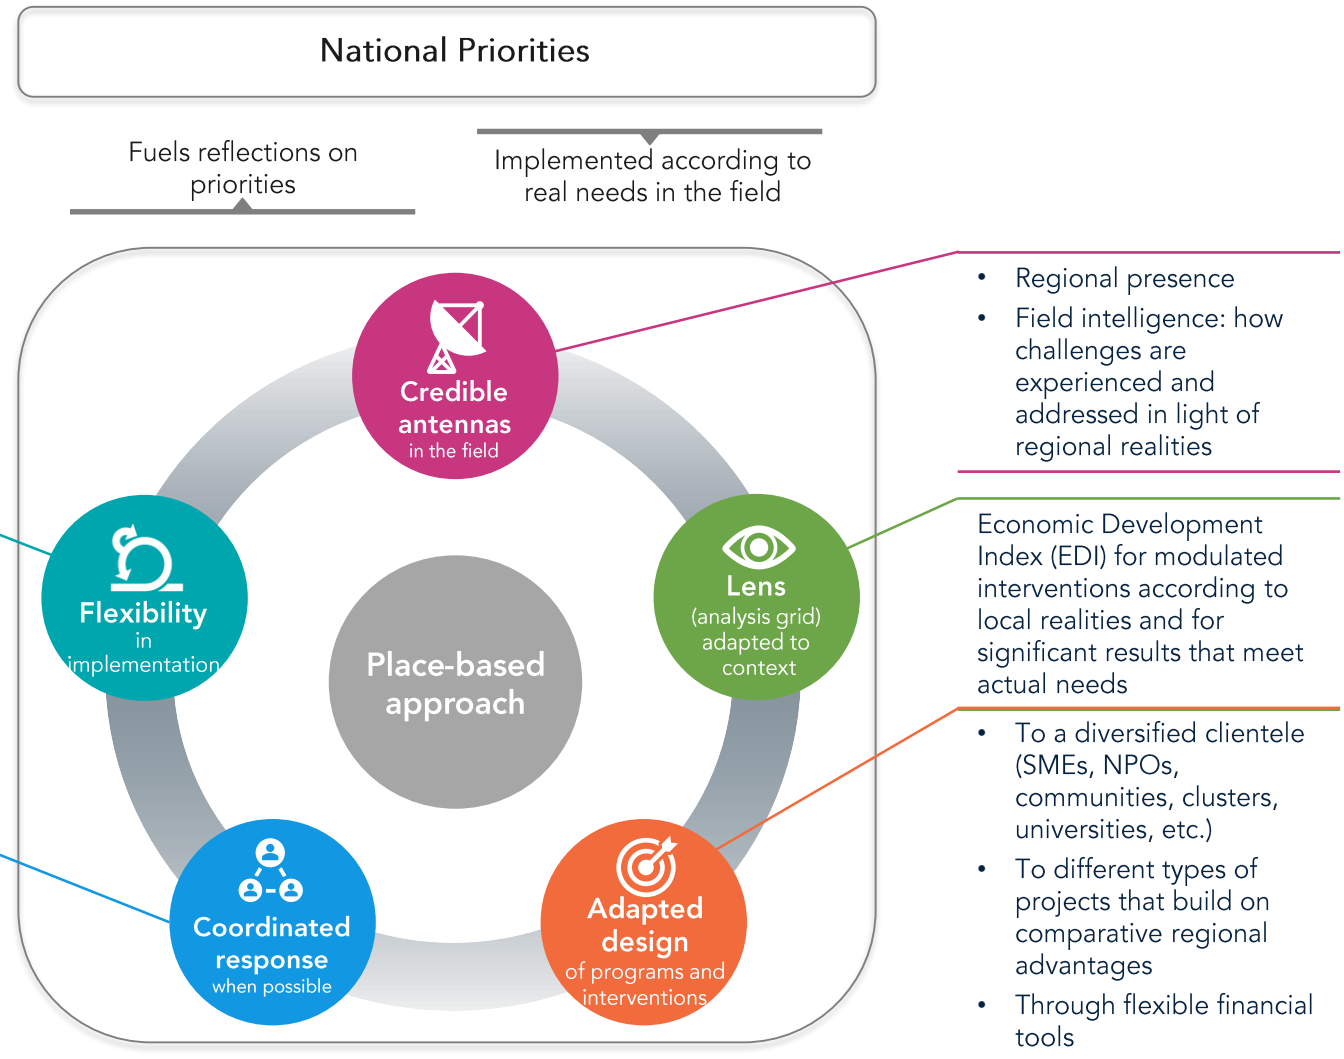 National Priorities
Fuels reflections on
priorities
Implemented according to
real needs in the field
Credible
antennas
in the field
• Regional presence
• Field intelligence: how
challenges are
experienced and
addressed in light of
regional realities
Flexibility
in
implementation
Lens
(analysis grid)
adapted to
context
Economic Development
Index (EDI) for modulated
interventions according to
local realities and for
significant results that meet
actual needs
Place-based
approach
Coordinated
response
when possible
Adapted
design
of programs and
interventions
• To a diversified clientele
(SMEs, NPOs,
communities, clusters,
universities, etc.)
• To different types of
projects that build on
comparative regional
advantages
• Through flexible financial
tools